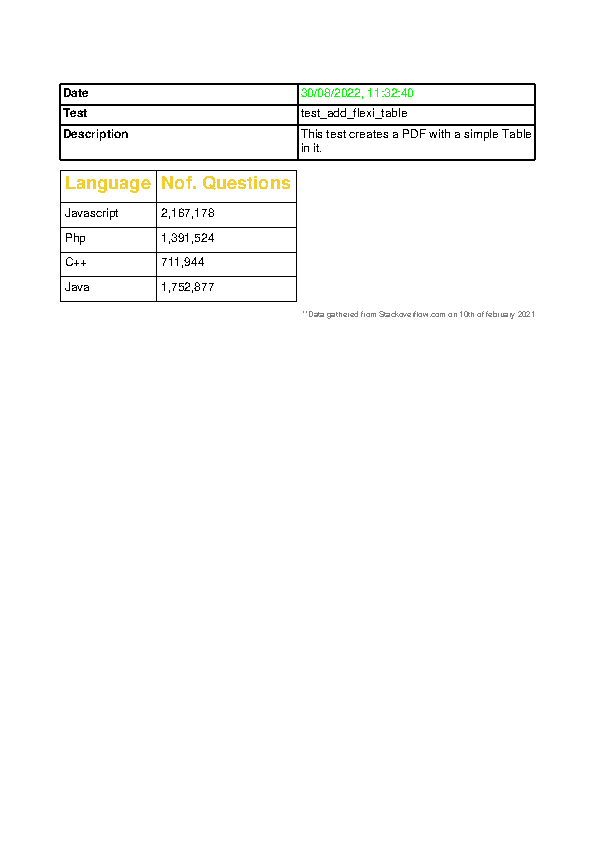 Date 30/08/2022, 11:32:40
Test test_add_flexi_table
Description This test creates a PDF with a simple Table
in it.
Language Nof. Questions
Javascript 2,167,178
Php 1,391,524
C++ 711,944
Java 1,752,877
**Data gathered from Stackoverflow.com on 10th of february 2021